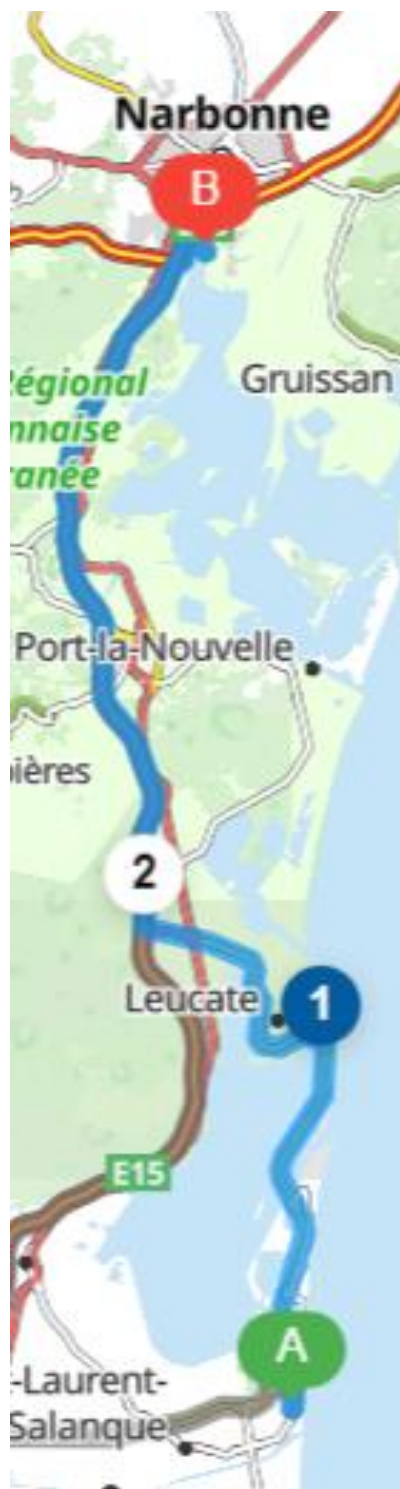 Narbonne
B
Régional
nnaise
Gruissan
ranée
Port-la-Nouvelle
ières
2
Leucate
1
E15
A
-Laurent-
Salanque